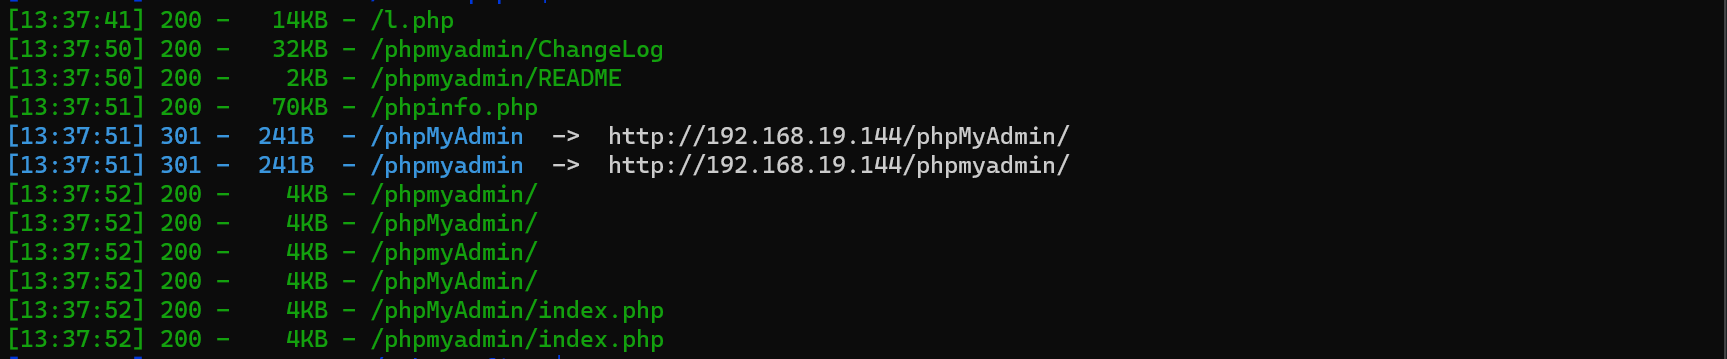 [13:37:41] 200 -   14KB - /l.php
[13:37:50] 200 -   32KB - /phpmyadmin/ChangeLog
[13:37:50] 200 -    2KB - /phpmyadmin/README
[13:37:51] 200 -   70KB - /phpinfo.php
[13:37:51] 301 -  241B  - /phpMyAdmin  ->  http://192.168.19.144/phpMyAdmin/
[13:37:51] 301 -  241B  - /phpmyadmin  ->  http://192.168.19.144/phpmyadmin/
[13:37:52] 200 -    4KB - /phpmyadmin/
[13:37:52] 200 -    4KB - /phpMyadmin/
[13:37:52] 200 -    4KB - /phpmyAdmin/
[13:37:52] 200 -    4KB - /phpMyAdmin/
[13:37:52] 200 -    4KB - /phpMyAdmin/index.php
[13:37:52] 200 -    4KB - /phpmyadmin/index.php